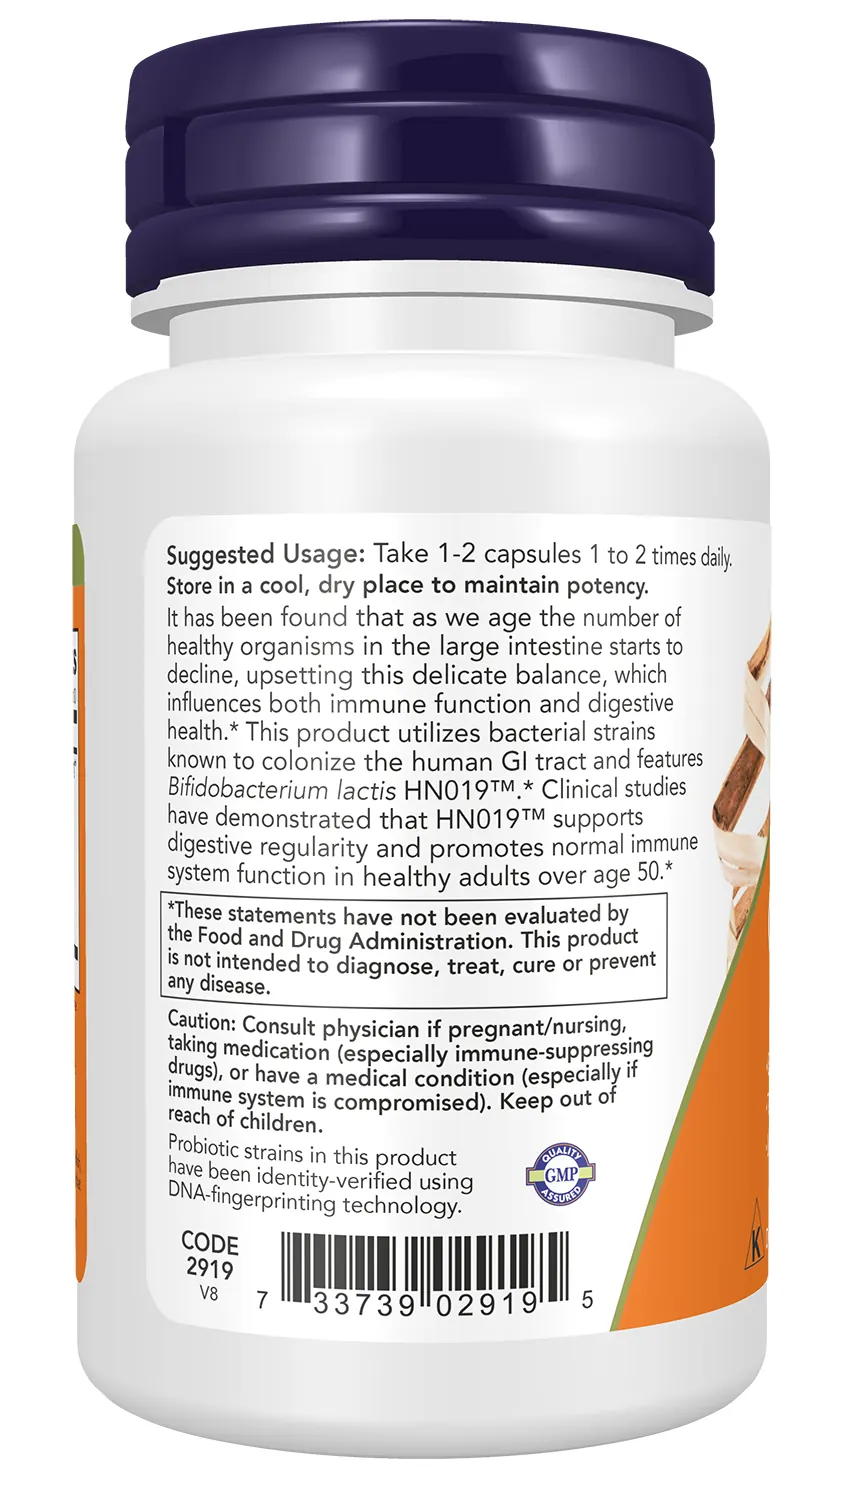 Suggested Usage: Take 1-2 capsules 1 to 2 times daily.
Store in a cool, dry place to maintain potency.
It has been found that as we age the number of
healthy organisms in the large intestine starts to
decline, upsetting this delicate balance, which
influences both immune function and digestive
health.* This product utilizes bacterial strains
known to colonize the human GI tract and features
Bifidobacterium lactis HN019™.* Clinical studies
have demonstrated that HN019™ supports
digestive regularity and promotes normal immune
system function in healthy adults over age 50.*
*These statements have not been evaluated by
the Food and Drug Administration. This product
is not intended to diagnose, treat, cure or prevent
any disease.
Caution: Consult physician if pregnant/nursing,
taking medication (especially immune-suppressing
drugs), or have a medical condition (especially if
immune system is compromised). Keep out of
reach of children.
Probiotic strains in this product
have been identity-verified using
DNA-fingerprinting technology.
QUALITY
GMP
ASSURED
CODE
2919
V8
7 33739 02919 5
K